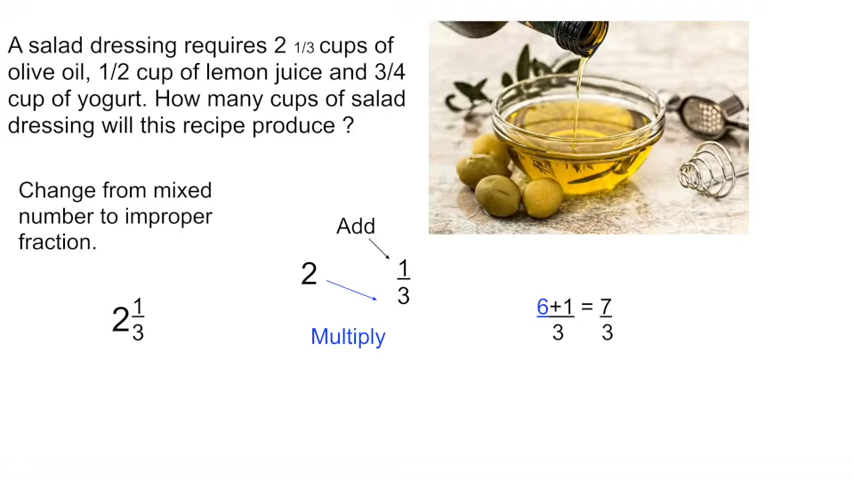 A salad dressing requires 2 1/3 cups of
olive oil, 1/2 cup of lemon juice and 3/4
cup of yogurt. How many cups of salad
dressing will this recipe produce ?
Change from mixed
number to improper
fraction.
2 1/3
Add
2 1/3
Multiply
6+1/3 = 7/3